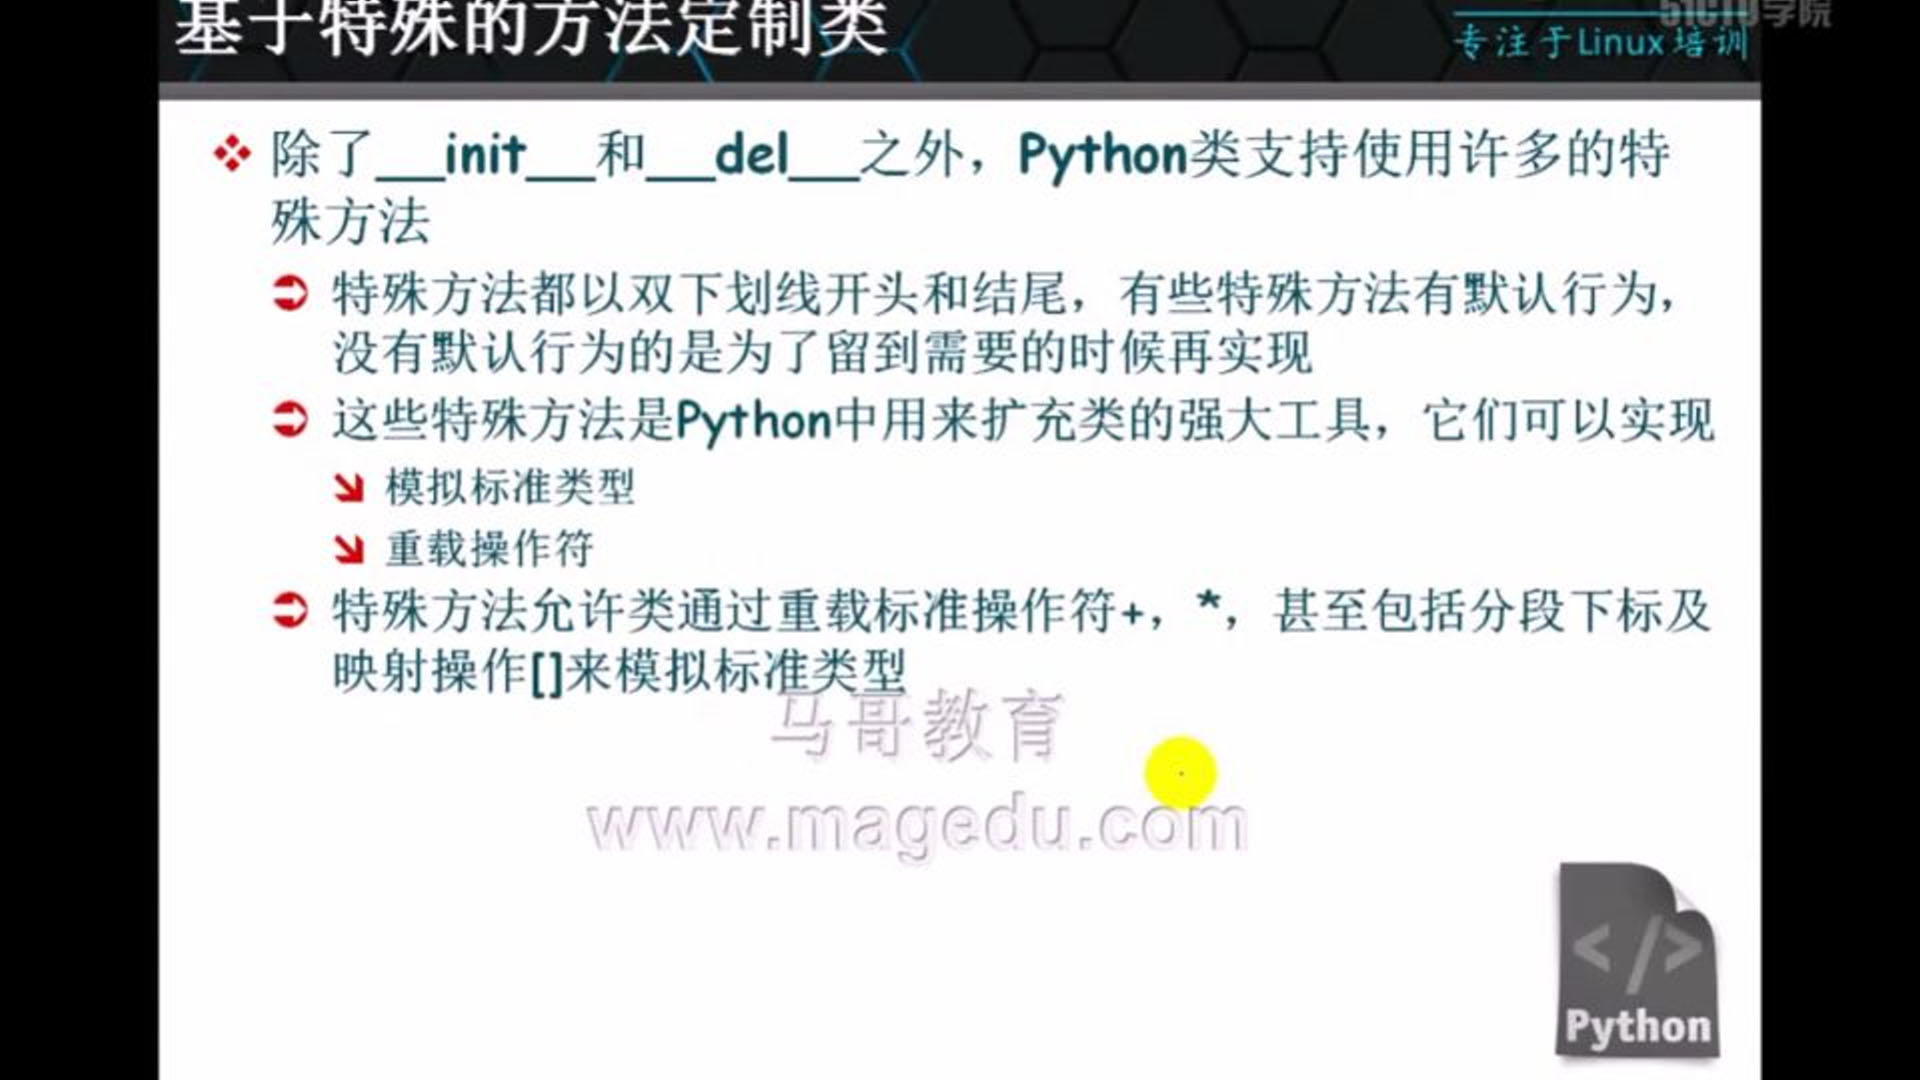 基于特殊的方法定制类
51CTO学院
专注于Linux培训
除了__init__和__del__之外，Python类支持使用许多的特
殊方法
特殊方法都以双下划线开头和结尾，有些特殊方法有默认行为，
没有默认行为的是为了留到需要的时候再实现
这些特殊方法是Python中用来扩充类的强大工具，它们可以实现
模拟标准类型
重载操作符
特殊方法允许类通过重载标准操作符+，*，甚至包括分段下标及
映射操作[]来模拟标准类型
马哥教育
www.magedu.com
</>
Python